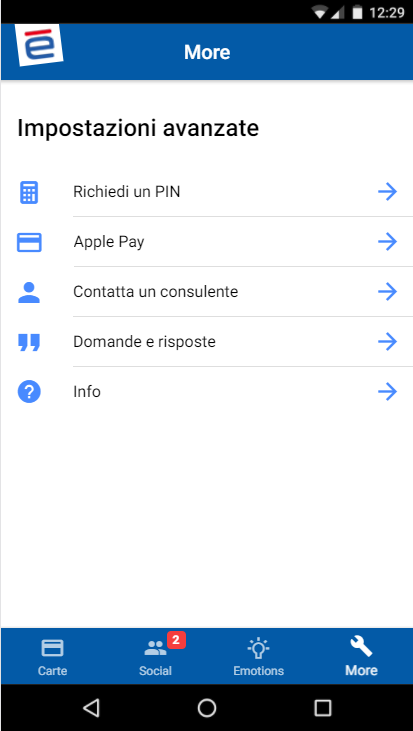 12:29
é
More
Impostazioni avanzate
Richiedi un PIN
Apple Pay
Contatta un consulente
Domande e risposte
Info
2
Carte
Social
Emotions
More